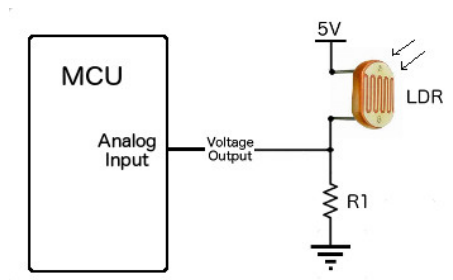 5V
MCU
LDR
Analog
Input
Voltage
Output
R1